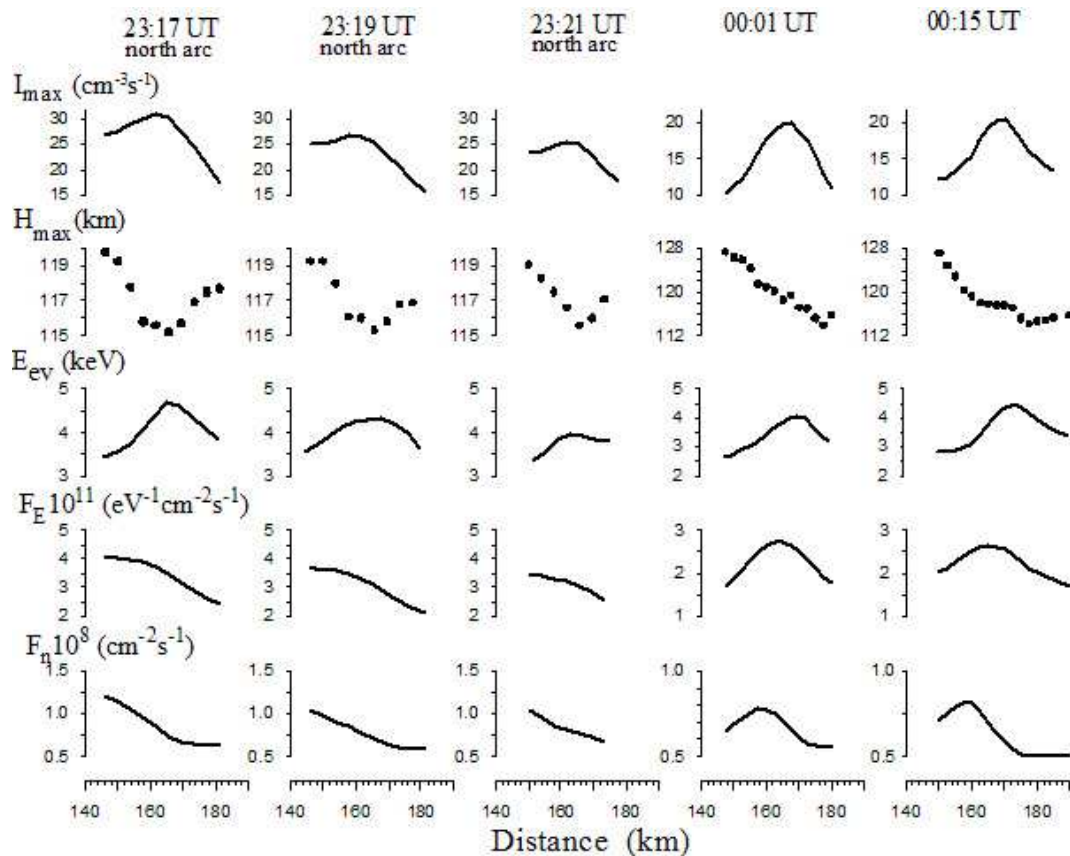 23:17 UT 23:19 UT 23:21 UT 00:01 UT 00:15 UT
north arc north arc north arc
I_max (cm^-3s^-1)
30 30 30 20 20
25 25 25 15 15
20 20 20 10 10
15 15 15
H_max (km)
119 119 119 128 128
117 117 117 120 120
115 115 115 112 112
E_ev (keV)
5 5 5 5 5
4 4 4 4 4
3 3 3 3 3
2 2
F_E 10^11 (eV^-1cm^-2s^-1)
5 5 5 3 3
4 4 4 2 2
3 3 3 1 1
2 2 2
F_n 10^8 (cm^-2s^-1)
1.5 1.5 1.5 1.0 1.0
1.0 1.0 1.0 0.5 0.5
0.5 0.5 0.5
140 160 180 140 160 180 140 160 180 140 160 180 140 160 180
Distance (km)